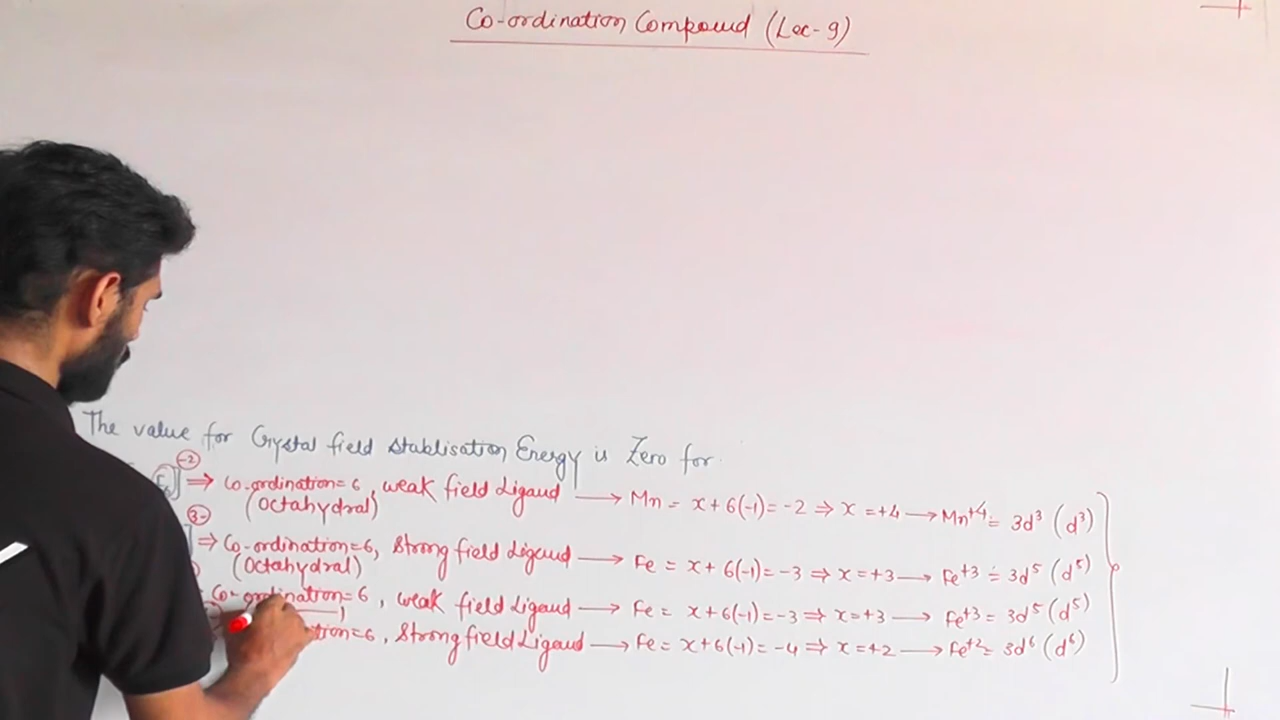 Co-ordination Compound (Lec-9)
The value for Crystal field stablisation Energy is Zero for
F6]-2 ⇒ Co-ordination=6, weak field Ligand → Mn = x+6(-1)=-2 ⇒ x=+4 → Mn+4 = 3d³ (d³)
(Octahydral)
]3- ⇒ Co-ordination=6, Strong field Ligand → Fe = x+6(-1)=-3 ⇒ x=+3 → Fe+3 = 3d⁵ (d⁵)
(Octahydral)
Co-ordination=6, weak field Ligand → Fe = x+6(-1)=-3 ⇒ x=+3 → Fe+3 = 3d⁵ (d⁵)
=6, Strong field Ligand → Fe = x+6(-1)=-4 ⇒ x=+2 → Fe+2 = 3d⁶ (d⁶)